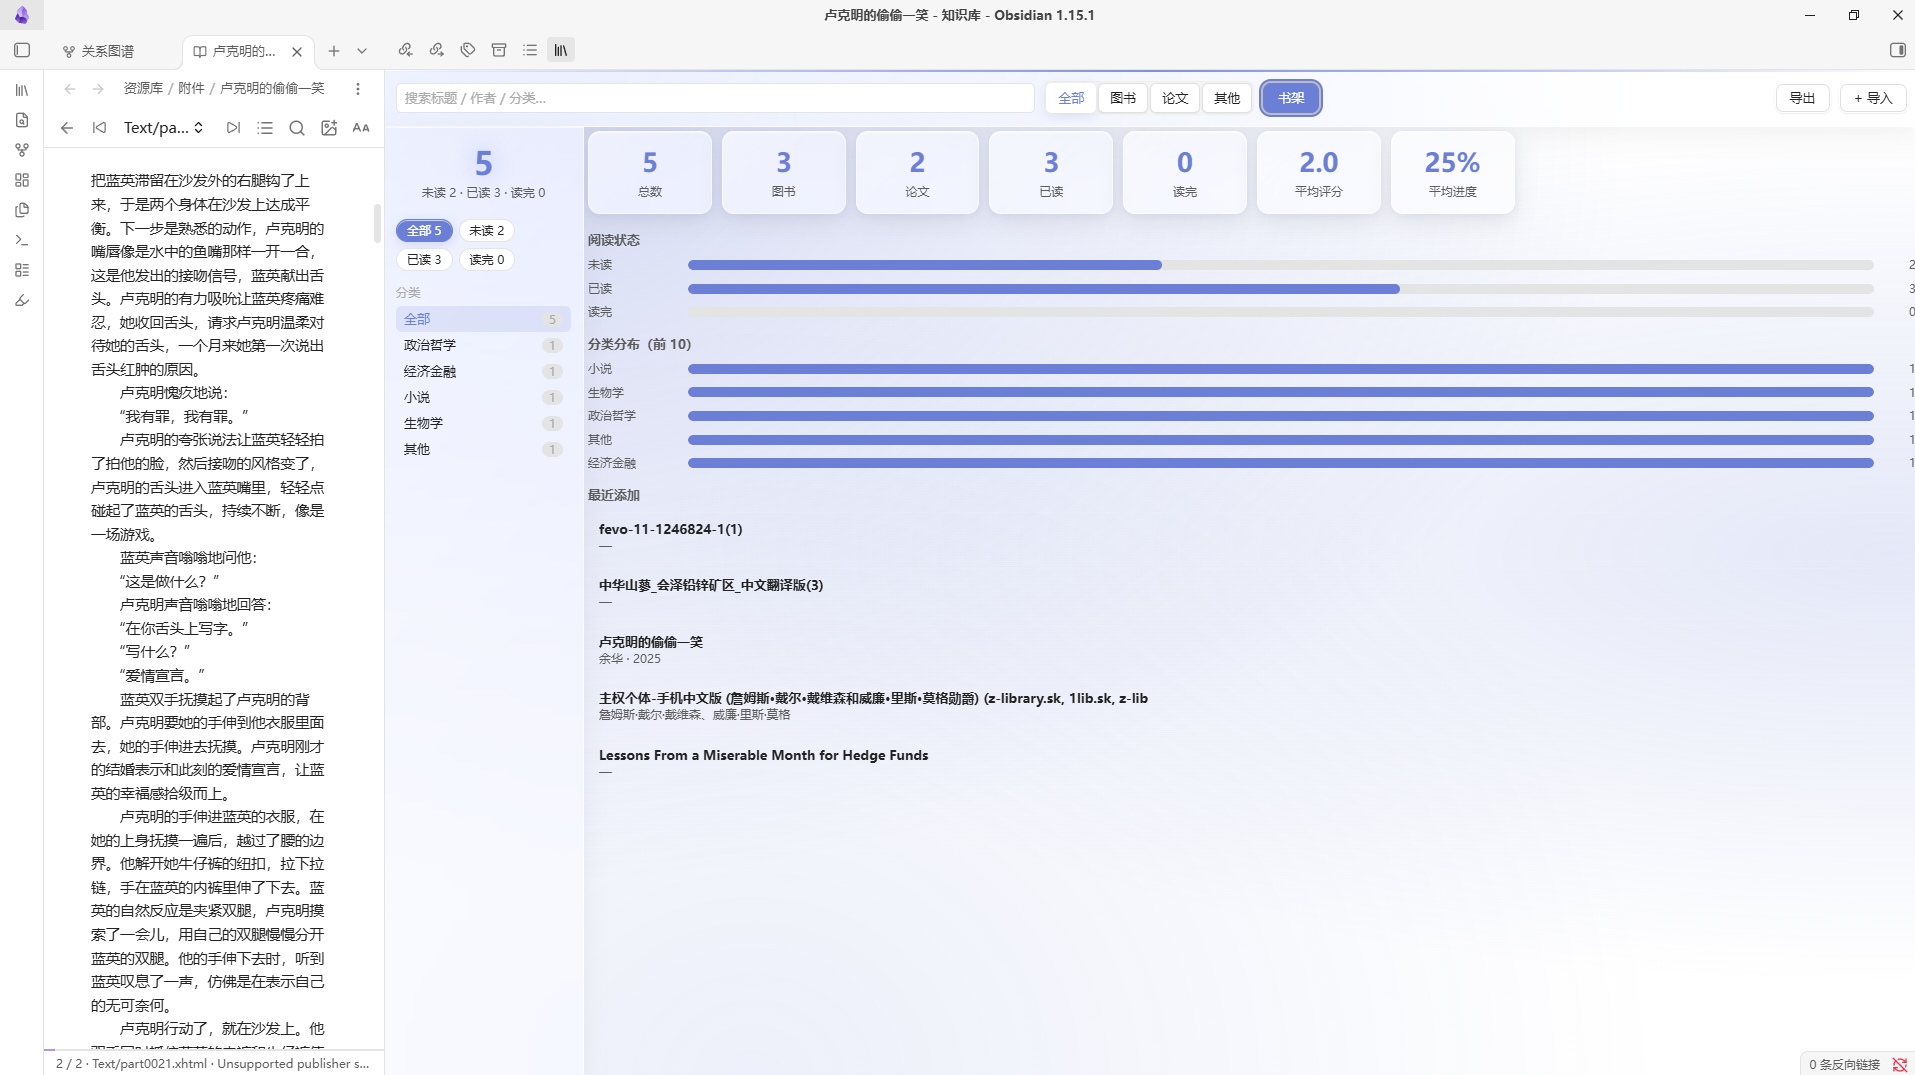 卢克明的偷偷一笑 - 知识库 - Obsidian 1.15.1
关系图谱
卢克明的...
资源库 / 附件 / 卢克明的偷偷一笑
Text/pa...
AA
把蓝英滞留在沙发外的右腿钩了上
来，于是两个身体在沙发上达成平
衡。下一步是熟悉的动作，卢克明的
嘴唇像是水中的鱼嘴那样一开一合，
这是他发出的接吻信号，蓝英献出舌
头。卢克明的有力吸吮让蓝英疼痛难
忍，她收回舌头，请求卢克明温柔对
待她的舌头，一个月来她第一次说出
舌头红肿的原因。
卢克明愧疚地说：
“我有罪，我有罪。”
卢克明的夸张说法让蓝英轻轻拍
了拍他的脸，然后接吻的风格变了，
卢克明的舌头进入蓝英嘴里，轻轻点
碰起了蓝英的舌头，持续不断，像是
一场游戏。
蓝英声音嗡嗡地问他：
“这是做什么？”
卢克明声音嗡嗡地回答：
“在你舌头上写字。”
“写什么？”
“爱情宣言。”
蓝英双手抚摸起了卢克明的背
部。卢克明要她的手伸到他衣服里面
去，她的手伸进去抚摸。卢克明刚才
的结婚表示和此刻的爱情宣言，让蓝
英的幸福感拾级而上。
卢克明的手伸进蓝英的衣服，在
她的上身抚摸一遍后，越过了腰的边
界。他解开她牛仔裤的纽扣，拉下拉
链，手在蓝英的内裤里伸了下去。蓝
英的自然反应是夹紧双腿，卢克明摸
索了一会儿，用自己的双腿慢慢分开
蓝英的双腿。他的手伸下去时，听到
蓝英叹息了一声，仿佛是在表示自己
的无可奈何。
卢克明行动了，就在沙发上。他
2 / 2 · Text/part0021.xhtml · Unsupported publisher s...
搜索标题 / 作者 / 分类...
全部
图书
论文
其他
书架
导出
+ 导入
5
未读 2 · 已读 3 · 读完 0
全部 5
未读 2
已读 3
读完 0
分类
全部 5
政治哲学 1
经济金融 1
小说 1
生物学 1
其他 1
5
总数
3
图书
2
论文
3
已读
0
读完
2.0
平均评分
25%
平均进度
阅读状态
未读 2
已读 3
读完 0
分类分布（前 10）
小说 1
生物学 1
政治哲学 1
其他 1
经济金融 1
最近添加
fevo-11-1246824-1(1)
—
中华山蓼_会泽铅锌矿区_中文翻译版(3)
—
卢克明的偷偷一笑
余华 · 2025
主权个体-手机中文版 (詹姆斯•戴尔•戴维森和威廉•里斯•莫格勋爵) (z-library.sk, 1lib.sk, z-lib
詹姆斯·戴尔·戴维森、威廉·里斯·莫格
Lessons From a Miserable Month for Hedge Funds
—
0 条反向链接